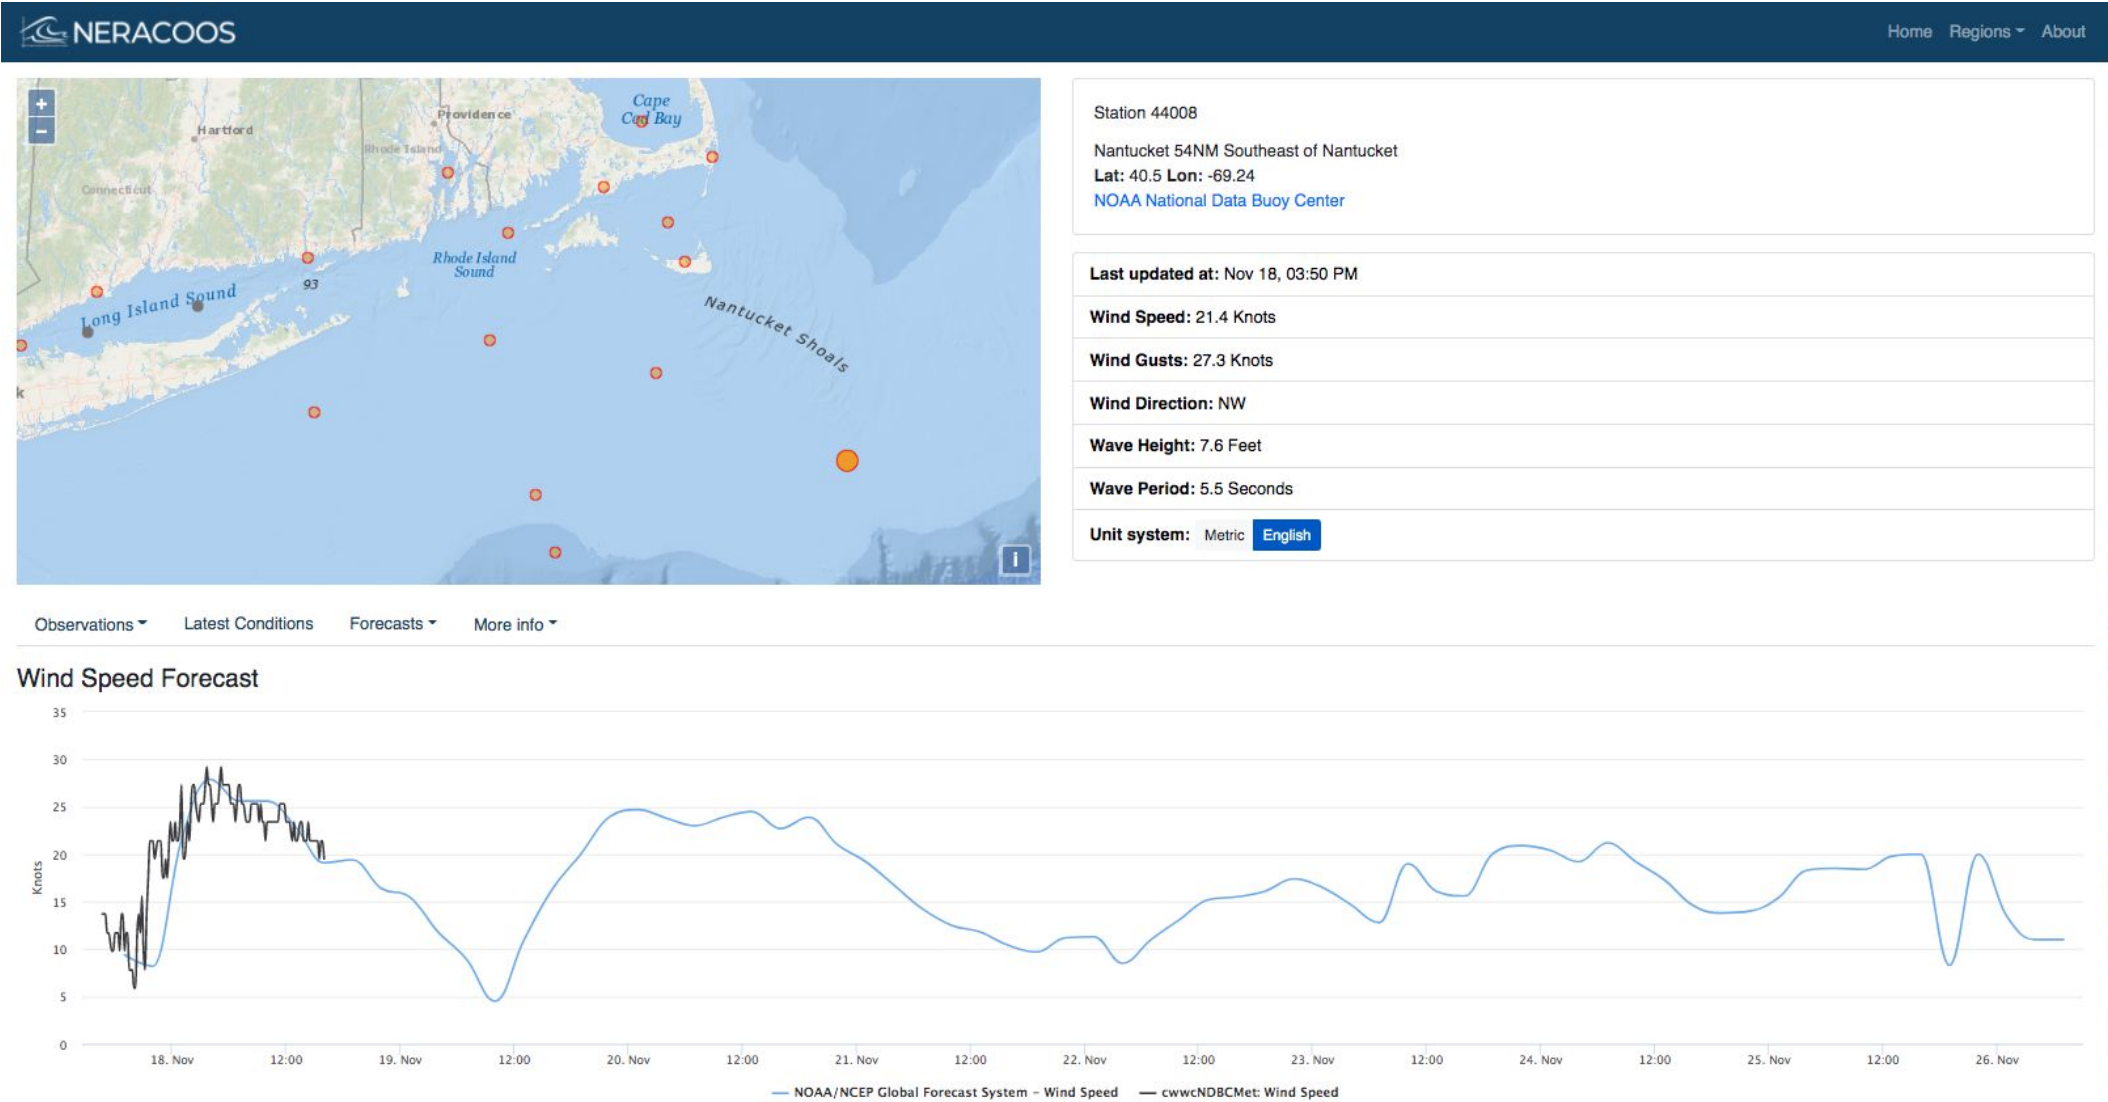 NERACOOS
Home Regions About
+
-
Cape
Cod Bay
Providence
Hartford
Rhode Island
Connecticut
Rhode Island
Sound
93
Long Island Sound
Nantucket Shoals
k
i
Station 44008
Nantucket 54NM Southeast of Nantucket
Lat: 40.5 Lon: -69.24
NOAA National Data Buoy Center
Last updated at: Nov 18, 03:50 PM
Wind Speed: 21.4 Knots
Wind Gusts: 27.3 Knots
Wind Direction: NW
Wave Height: 7.6 Feet
Wave Period: 5.5 Seconds
Unit system: Metric English
Observations Latest Conditions Forecasts More info
Wind Speed Forecast
35
30
25
20
15
10
5
0
Knots
18. Nov 12:00 19. Nov 12:00 20. Nov 12:00 21. Nov 12:00 22. Nov 12:00 23. Nov 12:00 24. Nov 12:00 25. Nov 12:00 26. Nov
NOAA/NCEP Global Forecast System – Wind Speed cwwcNDBCMet: Wind Speed